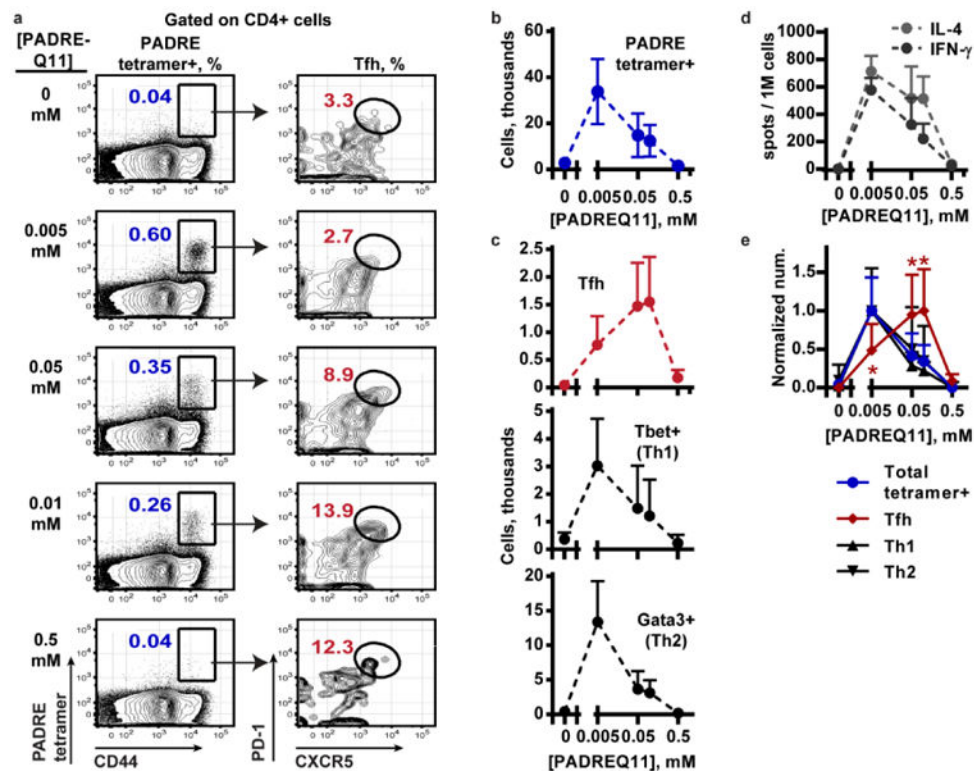 a
Gated on CD4+ cells
[PADRE-
Q11]
PADRE
tetramer+, %
Tfh, %
0
mM
0.04
3.3
0.005
mM
0.60
2.7
0.05
mM
0.35
8.9
0.01
mM
0.26
13.9
0.5
mM
0.04
12.3
PADRE
tetramer
CD44
PD-1
CXCR5
b
PADRE
tetramer+
Cells, thousands
60
40
20
0
0 0.005 0.05 0.5
[PADREQ11], mM
c
Tfh
2.5
2.0
1.5
1.0
0.5
0
Cells, thousands
Tbet+
(Th1)
5
4
3
2
1
0
Gata3+
(Th2)
20
15
10
5
0
0 0.005 0.05 0.5
[PADREQ11], mM
d
IL-4
IFN-γ
spots / 1M cells
1000
800
600
400
200
0
0 0.005 0.05 0.5
[PADREQ11], mM
e
Normalized num.
1.5
1.0
0.5
0.0
* *
*
0 0.005 0.05 0.5
[PADREQ11], mM
Total
tetramer+
Tfh
Th1
Th2